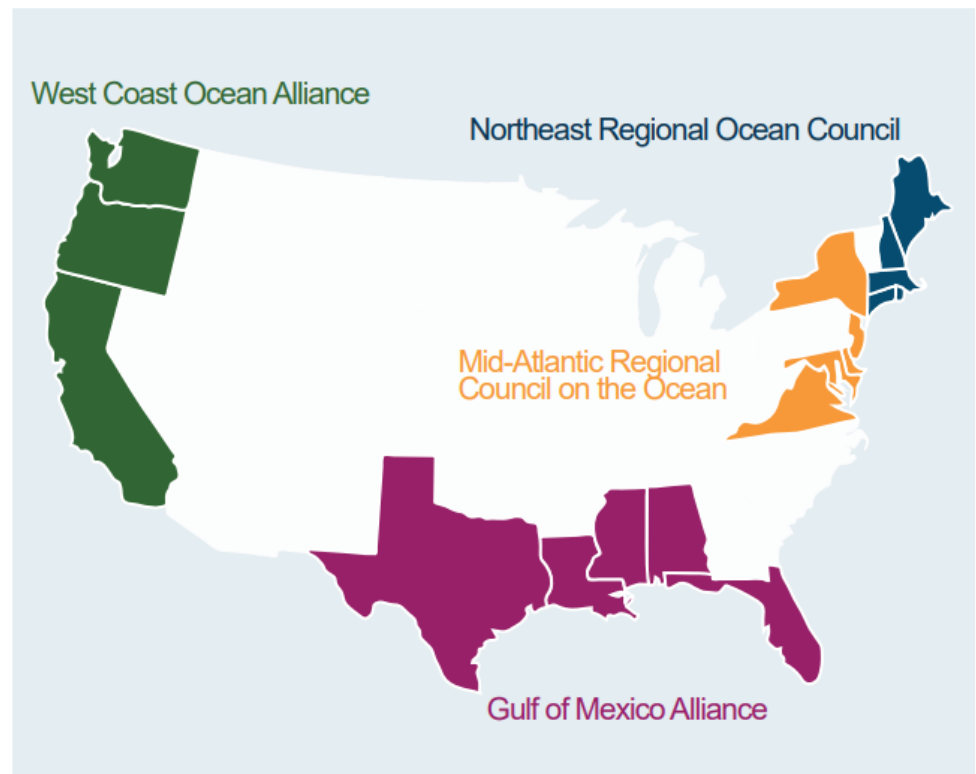 West Coast Ocean Alliance
Northeast Regional Ocean Council
Mid-Atlantic Regional
Council on the Ocean
Gulf of Mexico Alliance